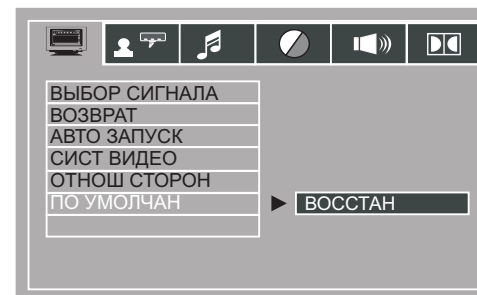 ВЫБОР СИГНАЛА
ВОЗВРАТ
АВТО ЗАПУСК
СИСТ ВИДЕО
ОТНОШ СТОРОН
ПО УМОЛЧАН
ВОССТАН